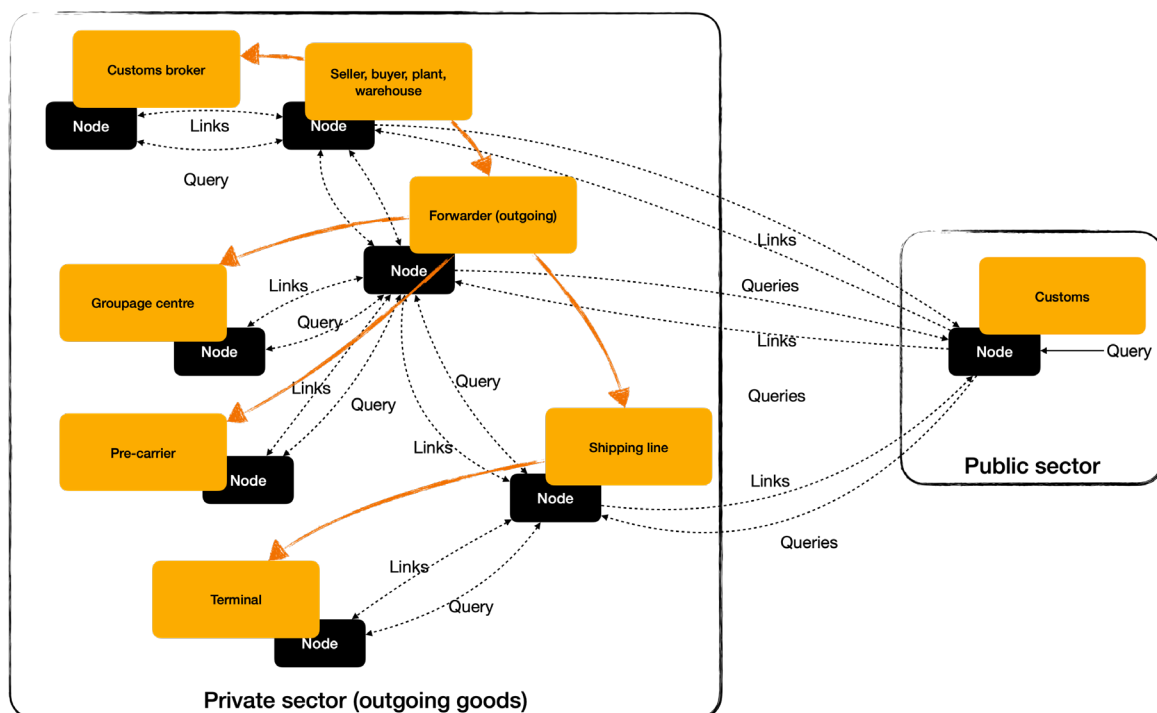 Customs broker
Seller, buyer, plant,
warehouse
Node
Links
Node
Query
Forwarder (outgoing)
Node
Links
Queries
Links
Queries
Groupage centre
Links
Query
Node
Customs
Node
Query
Public sector
Links
Query
Pre-carrier
Node
Query
Links
Shipping line
Node
Links
Queries
Links
Query
Terminal
Node
Private sector (outgoing goods)